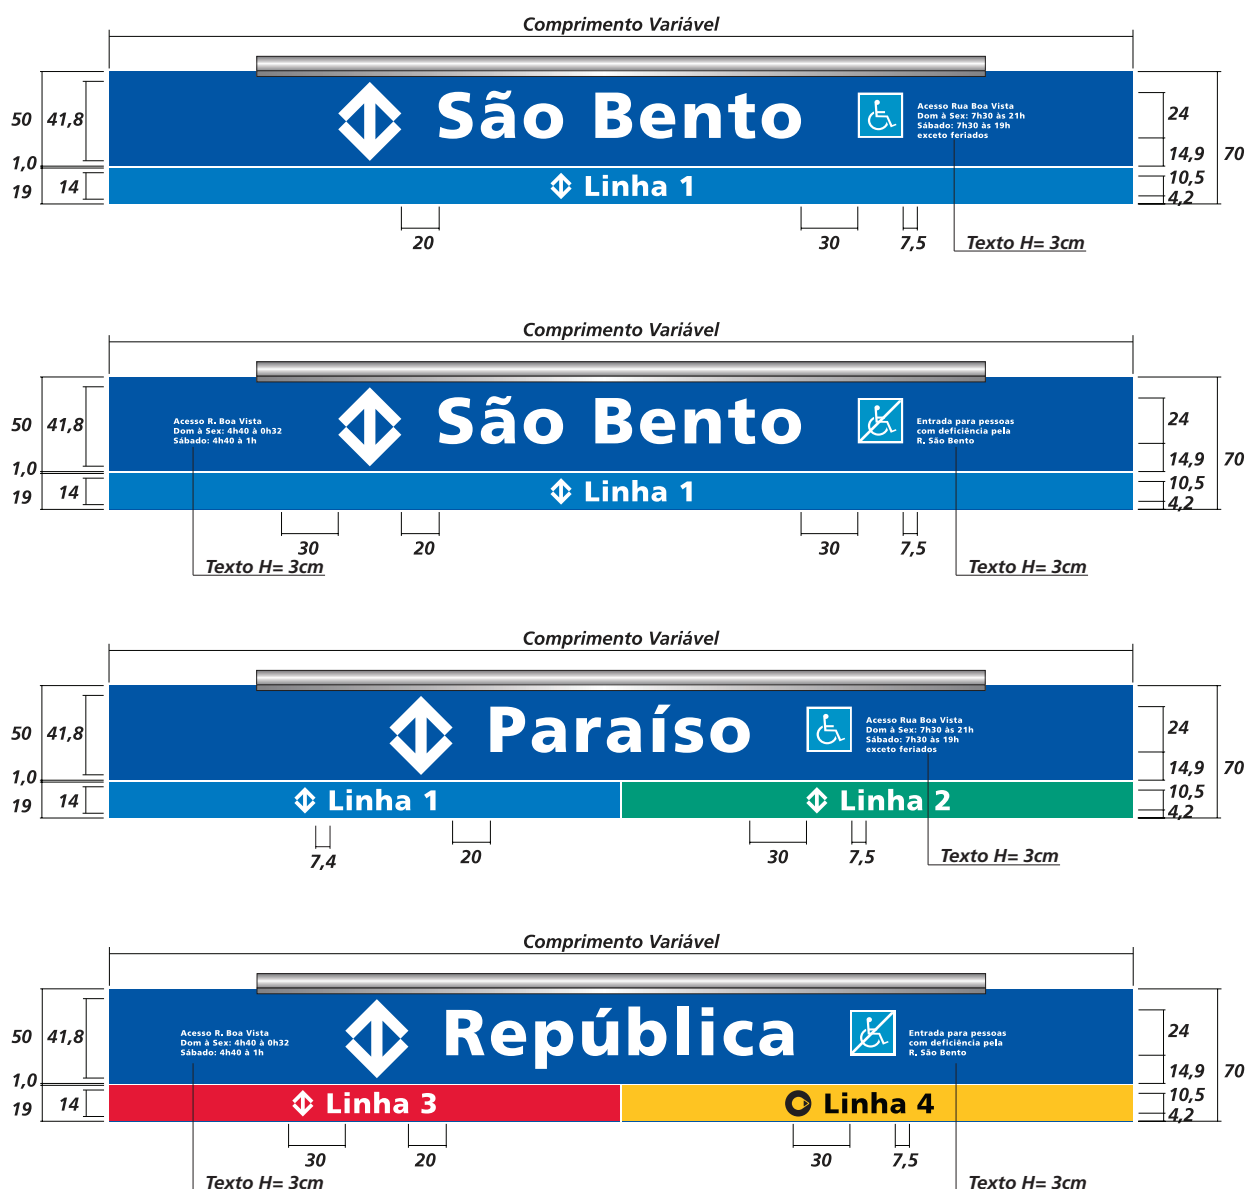 Comprimento Variável
50 41,8
1,0
19 14
São Bento
Acesso Rua Boa Vista
Dom à Sex: 7h30 às 21h
Sábado: 7h30 às 19h
exceto feriados
Linha 1
24
14,9
10,5
4,2
70
20
30
7,5
Texto H= 3cm
Comprimento Variável
50 41,8
1,0
19 14
Acesso R. Boa Vista
Dom à Sex: 4h40 à 0h32
Sábado: 4h40 à 1h
São Bento
Entrada para pessoas
com deficiência pela
R. São Bento
Linha 1
24
14,9
10,5
4,2
70
30
20
30
7,5
Texto H= 3cm
Texto H= 3cm
Comprimento Variável
50 41,8
1,0
19 14
Paraíso
Acesso Rua Boa Vista
Dom à Sex: 7h30 às 21h
Sábado: 7h30 às 19h
exceto feriados
Linha 1
Linha 2
24
14,9
10,5
4,2
70
7,4
20
30
7,5
Texto H= 3cm
Comprimento Variável
50 41,8
1,0
19 14
Acesso R. Boa Vista
Dom à Sex: 4h40 à 0h32
Sábado: 4h40 à 1h
República
Entrada para pessoas
com deficiência pela
R. São Bento
Linha 3
Linha 4
24
14,9
10,5
4,2
70
30
20
30
7,5
Texto H= 3cm
Texto H= 3cm